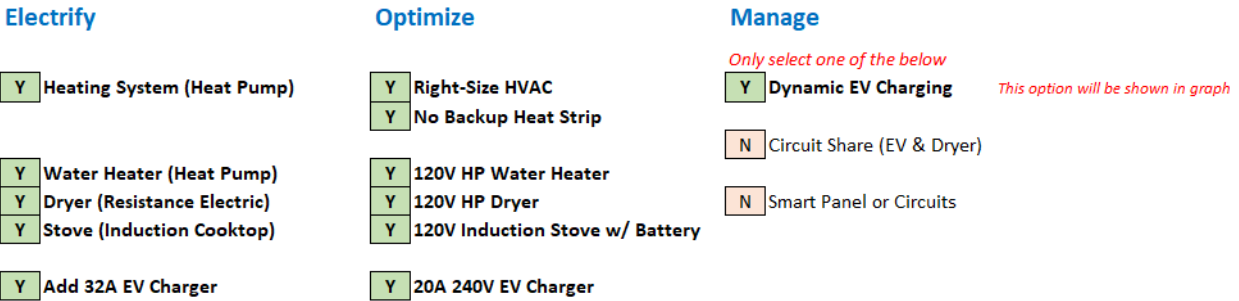 Electrify Optimize Manage
Only select one of the below
Y Heating System (Heat Pump) Y Right-Size HVAC Y Dynamic EV Charging This option will be shown in graph
Y No Backup Heat Strip
N Circuit Share (EV & Dryer)
Y Water Heater (Heat Pump) Y 120V HP Water Heater
Y Dryer (Resistance Electric) Y 120V HP Dryer N Smart Panel or Circuits
Y Stove (Induction Cooktop) Y 120V Induction Stove w/ Battery
Y Add 32A EV Charger Y 20A 240V EV Charger